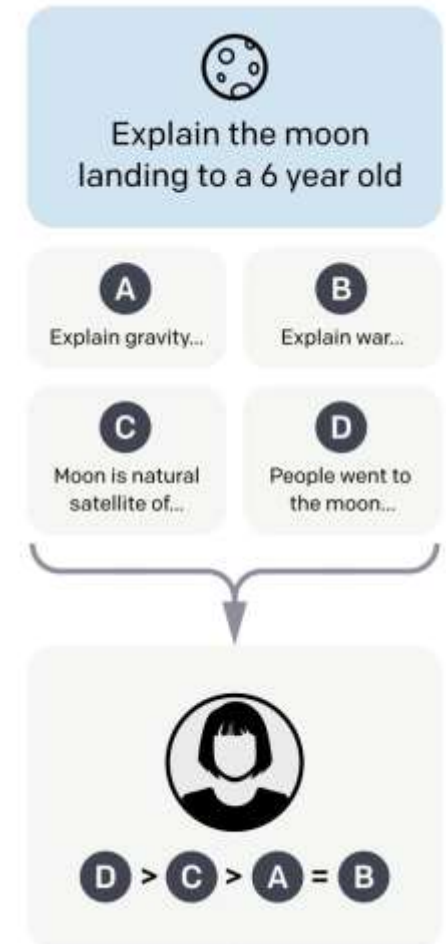 Explain the moon
landing to a 6 year old
A
Explain gravity...
B
Explain war...
C
Moon is natural
satellite of...
D
People went to
the moon...
D > C > A = B